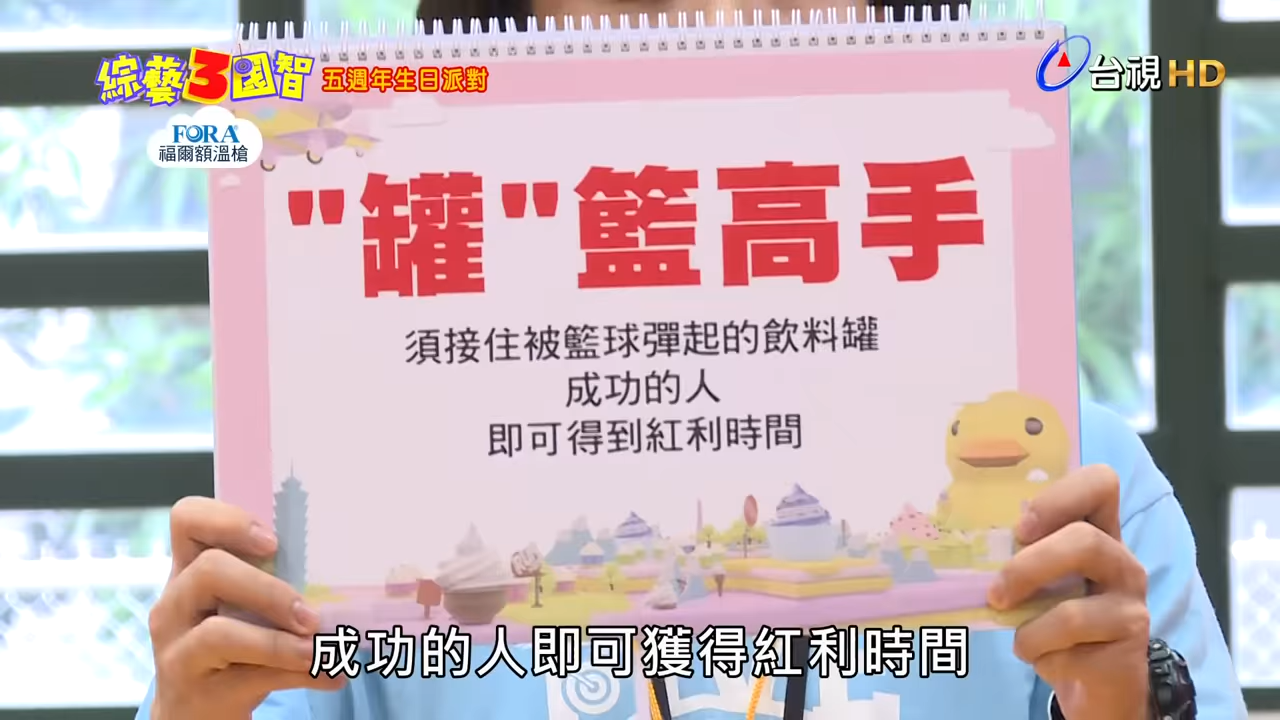 綜藝3國智 五週年生日派對
台視HD
FORA
福爾額溫槍
"罐"籃高手
須接住被籃球彈起的飲料罐
成功的人
即可得到紅利時間
成功的人即可獲得紅利時間